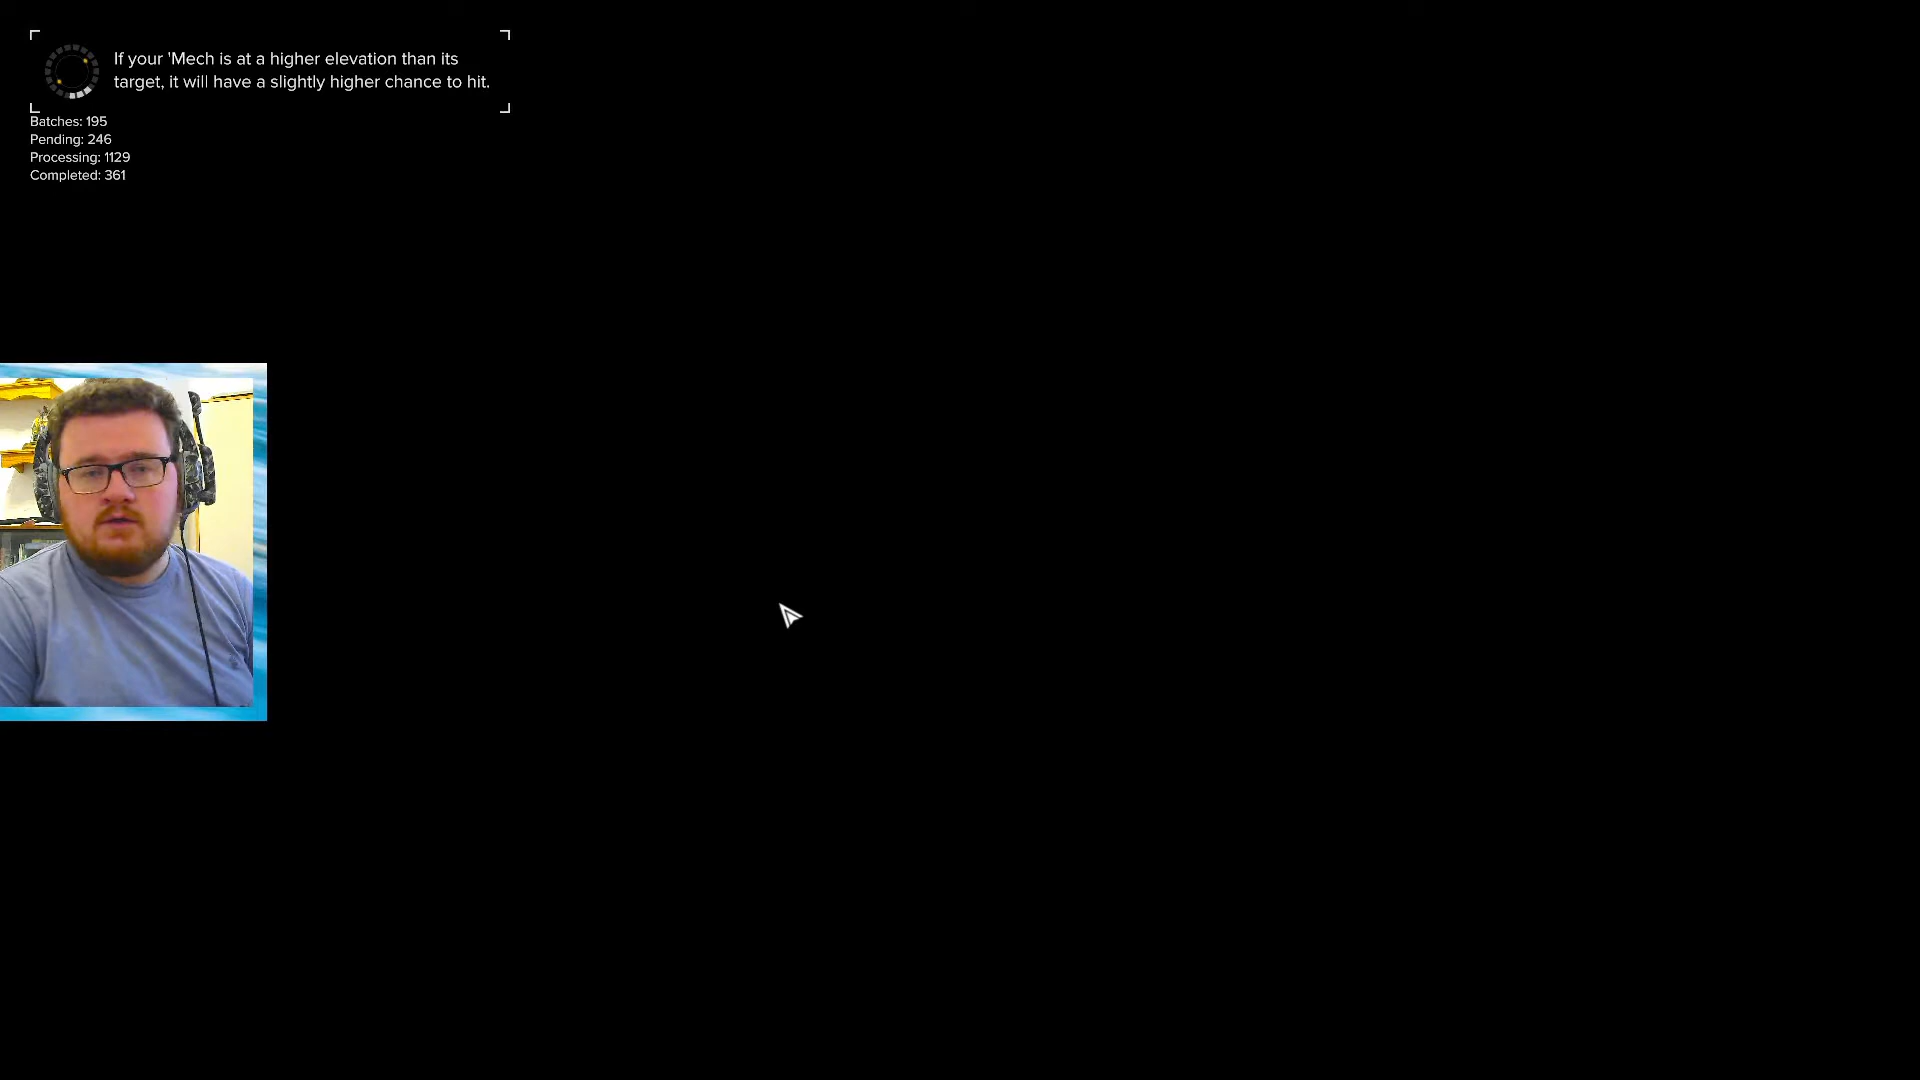 If your 'Mech is at a higher elevation than its
target, it will have a slightly higher chance to hit.
Batches: 195
Pending: 246
Processing: 1129
Completed: 361